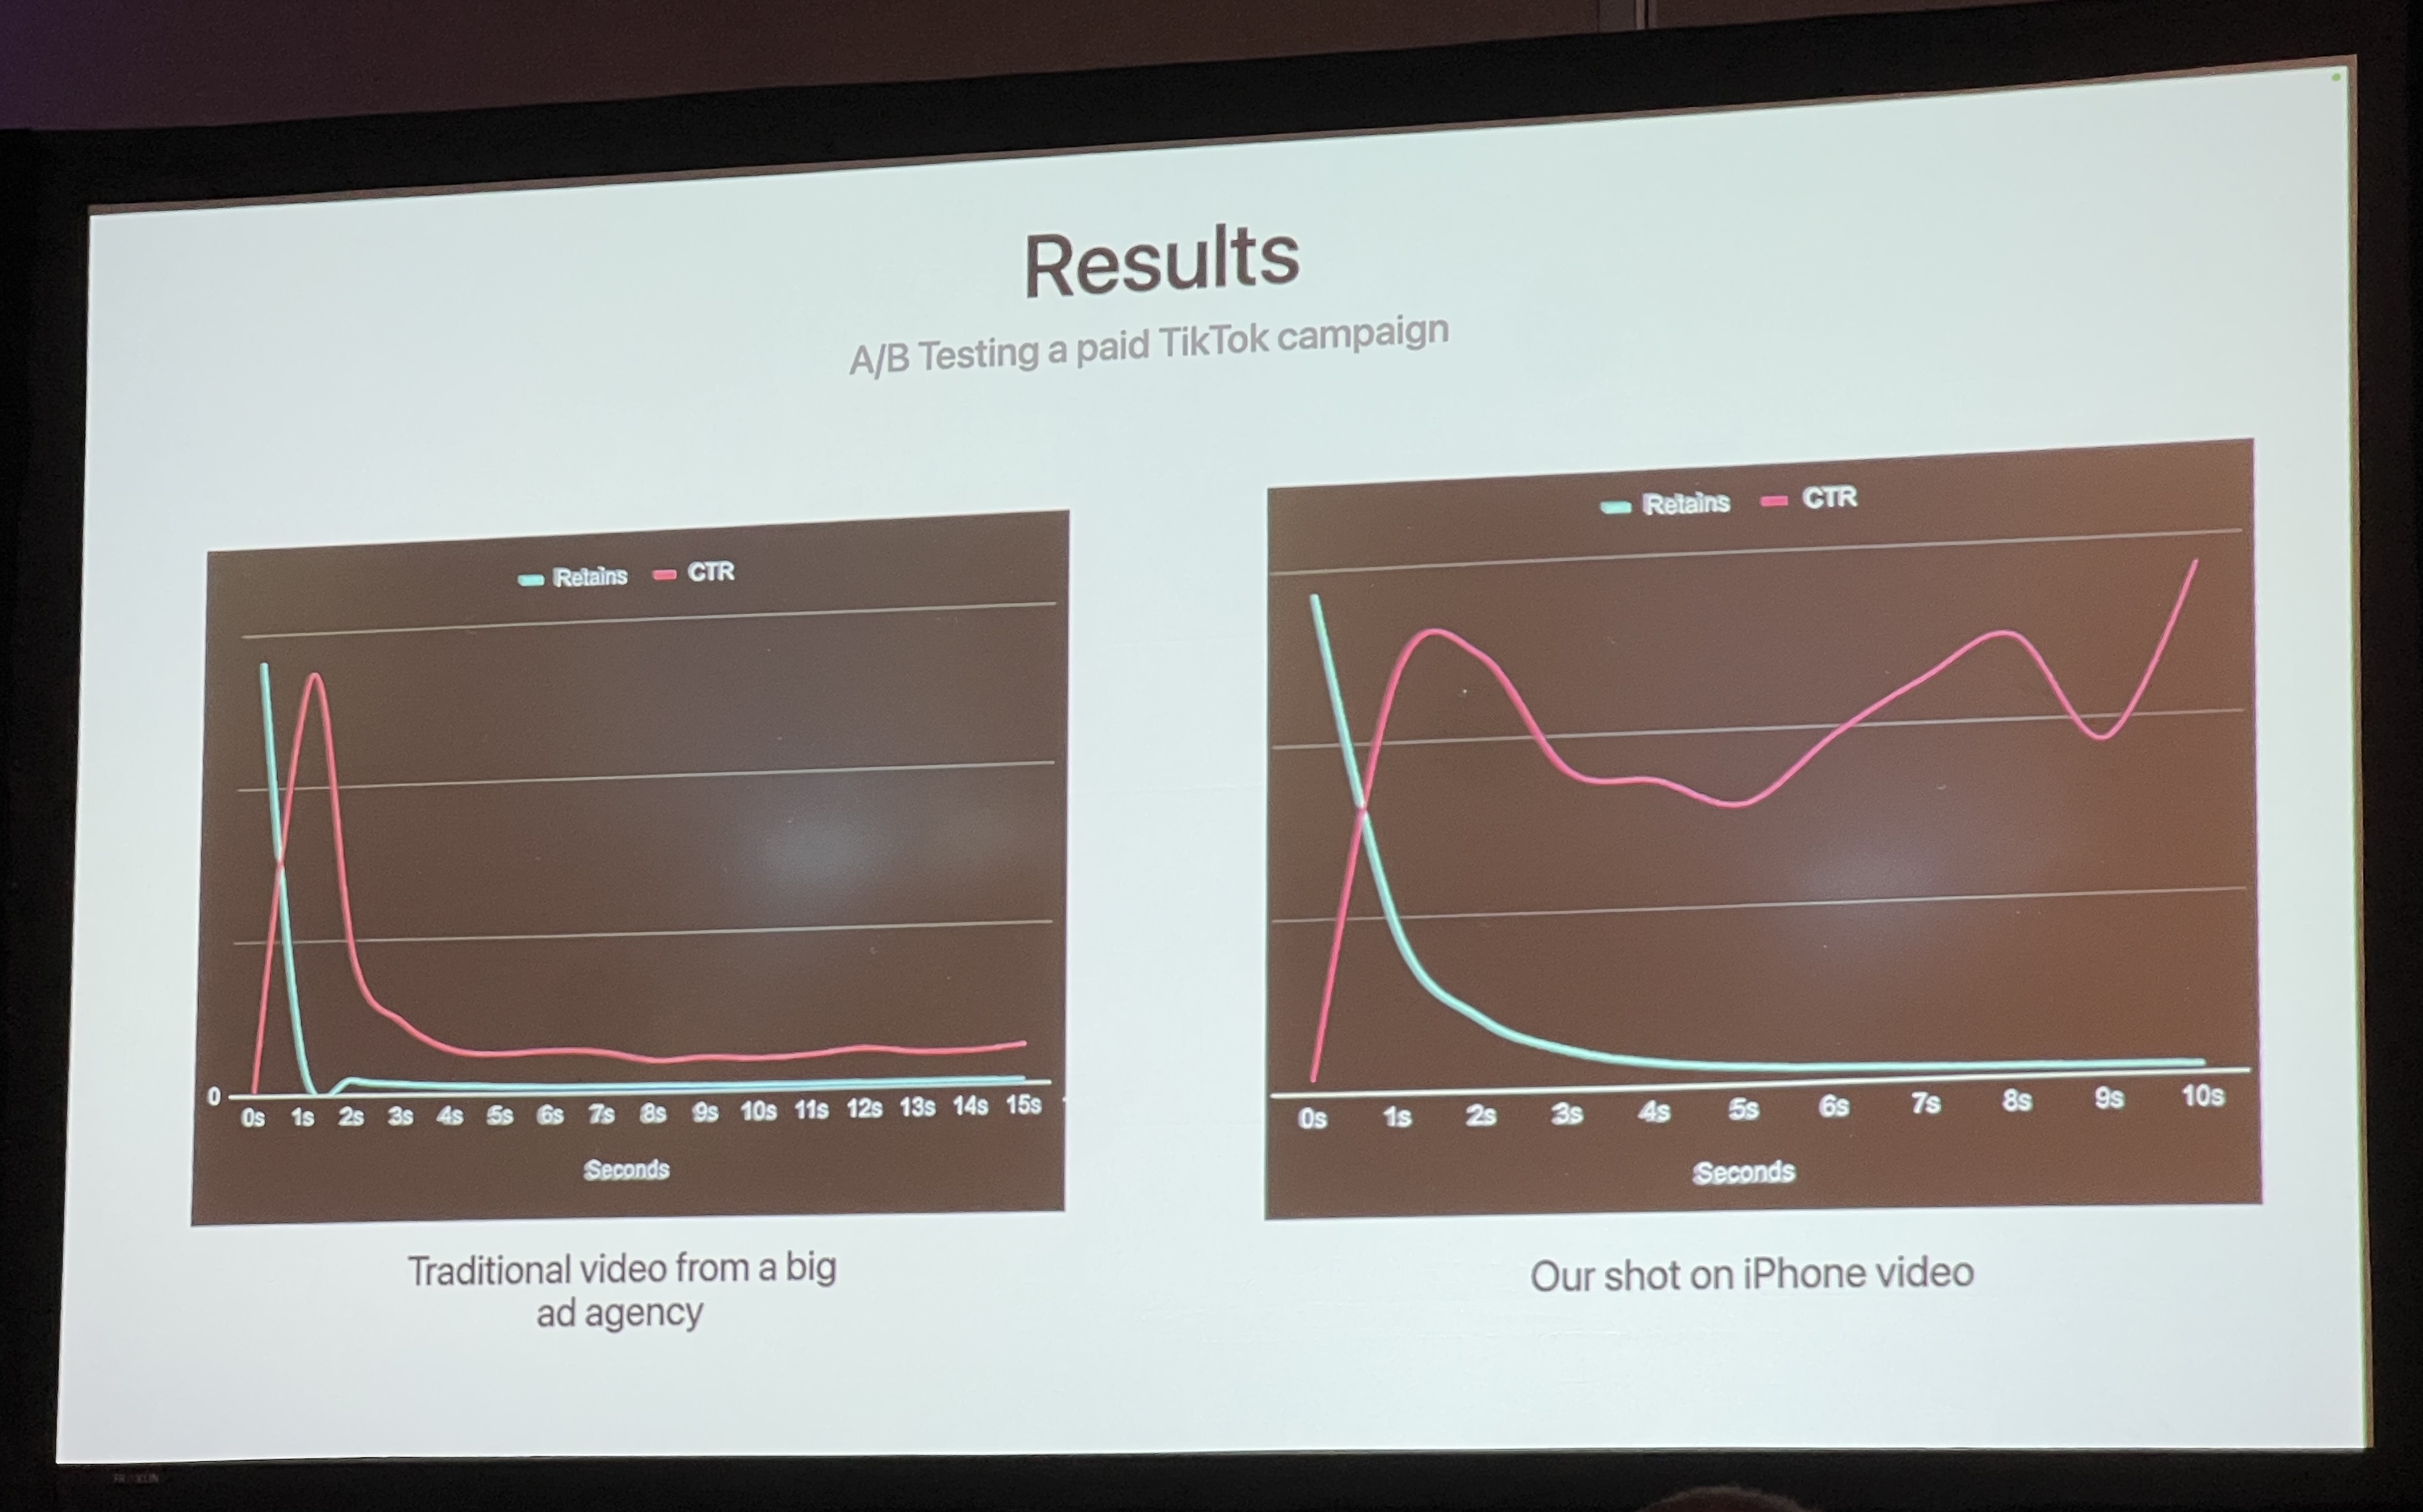 Results
A/B Testing a paid TikTok campaign
Retains CTR
0
0s 1s 2s 3s 4s 5s 6s 7s 8s 9s 10s 11s 12s 13s 14s 15s
Seconds
Traditional video from a big
ad agency
Retains CTR
0s 1s 2s 3s 4s 5s 6s 7s 8s 9s 10s
Seconds
Our shot on iPhone video